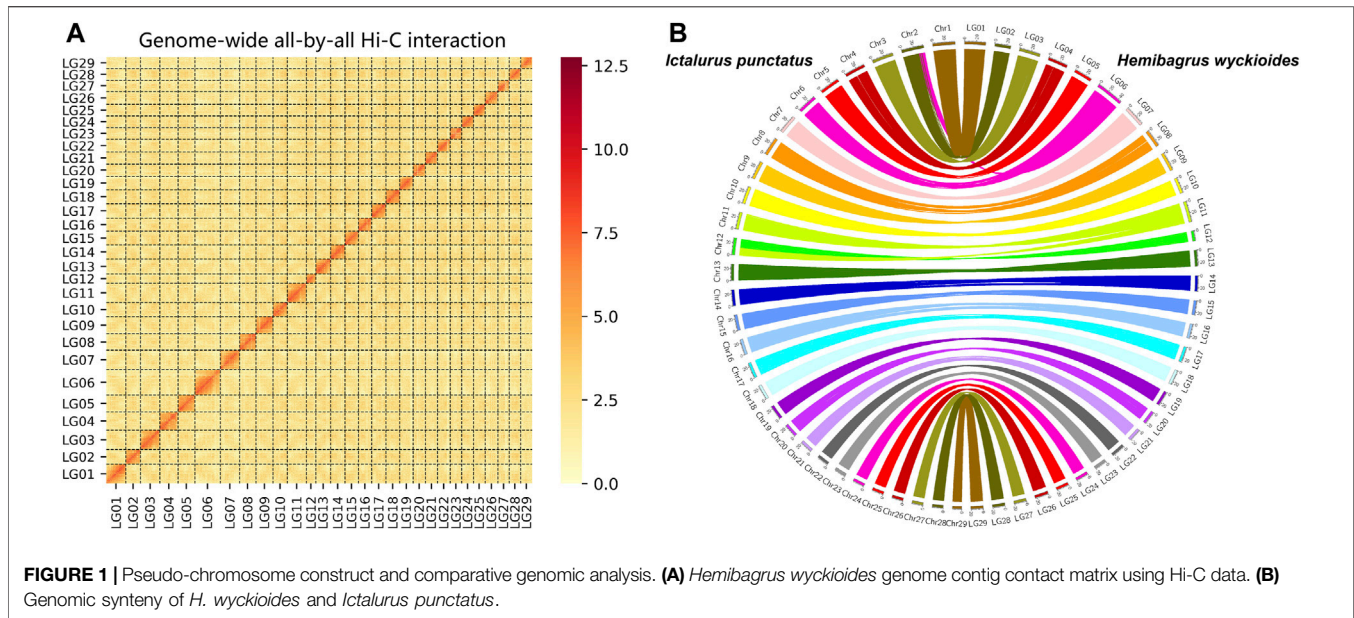 A
Genome-wide all-by-all Hi-C interaction
LG29
LG28
LG27
LG26
LG25
LG24
LG23
LG22
LG21
LG20
LG19
LG18
LG17
LG16
LG15
LG14
LG13
LG12
LG11
LG10
LG09
LG08
LG07
LG06
LG05
LG04
LG03
LG02
LG01
LG01 LG02 LG03 LG04 LG05 LG06 LG07 LG08 LG09 LG10 LG11 LG12 LG13 LG14 LG15 LG16 LG17 LG18 LG19 LG20 LG21 LG22 LG23 LG24 LG25 LG26 LG27 LG28 LG29
12.5
10.0
7.5
5.0
2.5
0.0
B
Ictalurus punctatus
Hemibagrus wyckioides
Chr1
Chr2
Chr3
Chr4
Chr5
Chr6
Chr7
Chr8
Chr9
Chr10
Chr11
Chr12
Chr13
Chr14
Chr15
Chr16
Chr17
Chr18
Chr19
Chr20
Chr21
Chr22
Chr23
Chr24
Chr25
Chr26
Chr27
Chr28
Chr29
LG01
LG02
LG03
LG04
LG05
LG06
LG07
LG08
LG09
LG10
LG11
LG12
LG13
LG14
LG15
LG16
LG17
LG18
LG19
LG20
LG21
LG22
LG23
LG24
LG25
LG26
LG27
LG28
LG29
FIGURE 1 | Pseudo-chromosome construct and comparative genomic analysis. (A) Hemibagrus wyckioides genome contig contact matrix using Hi-C data. (B)
Genomic synteny of H. wyckioides and Ictalurus punctatus.